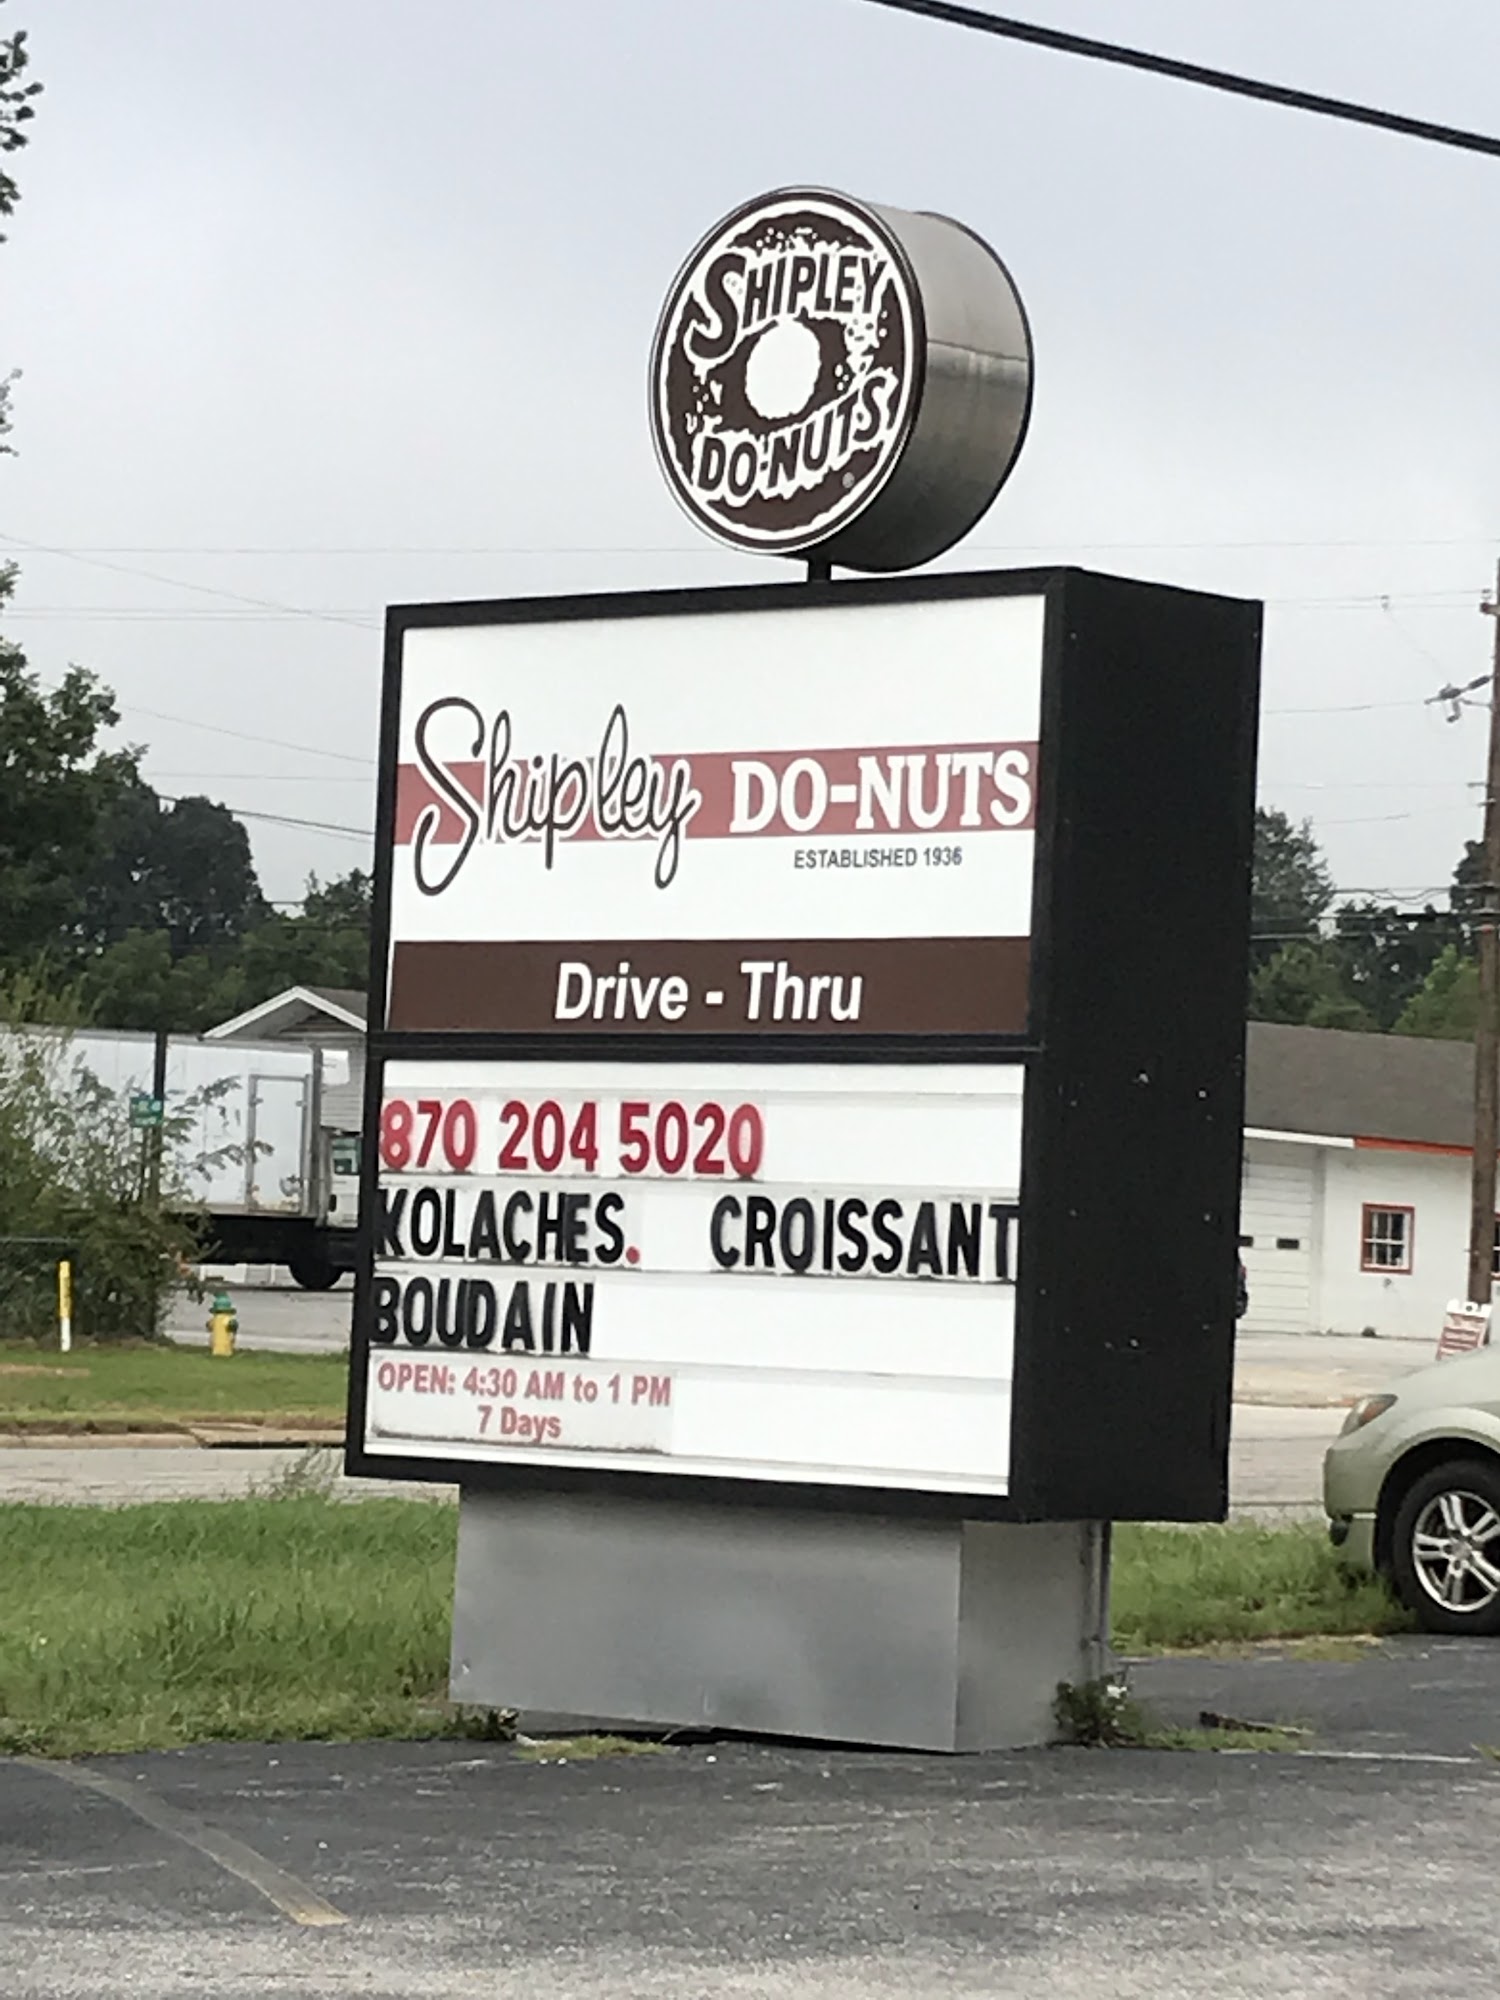 SHIPLEY
DO-NUTS
Shipley DO-NUTS
ESTABLISHED 1936
Drive - Thru
870 204 5020
KOLACHES. CROISSANT
BOUDAIN
OPEN: 4:30 AM to 1 PM
7 Days